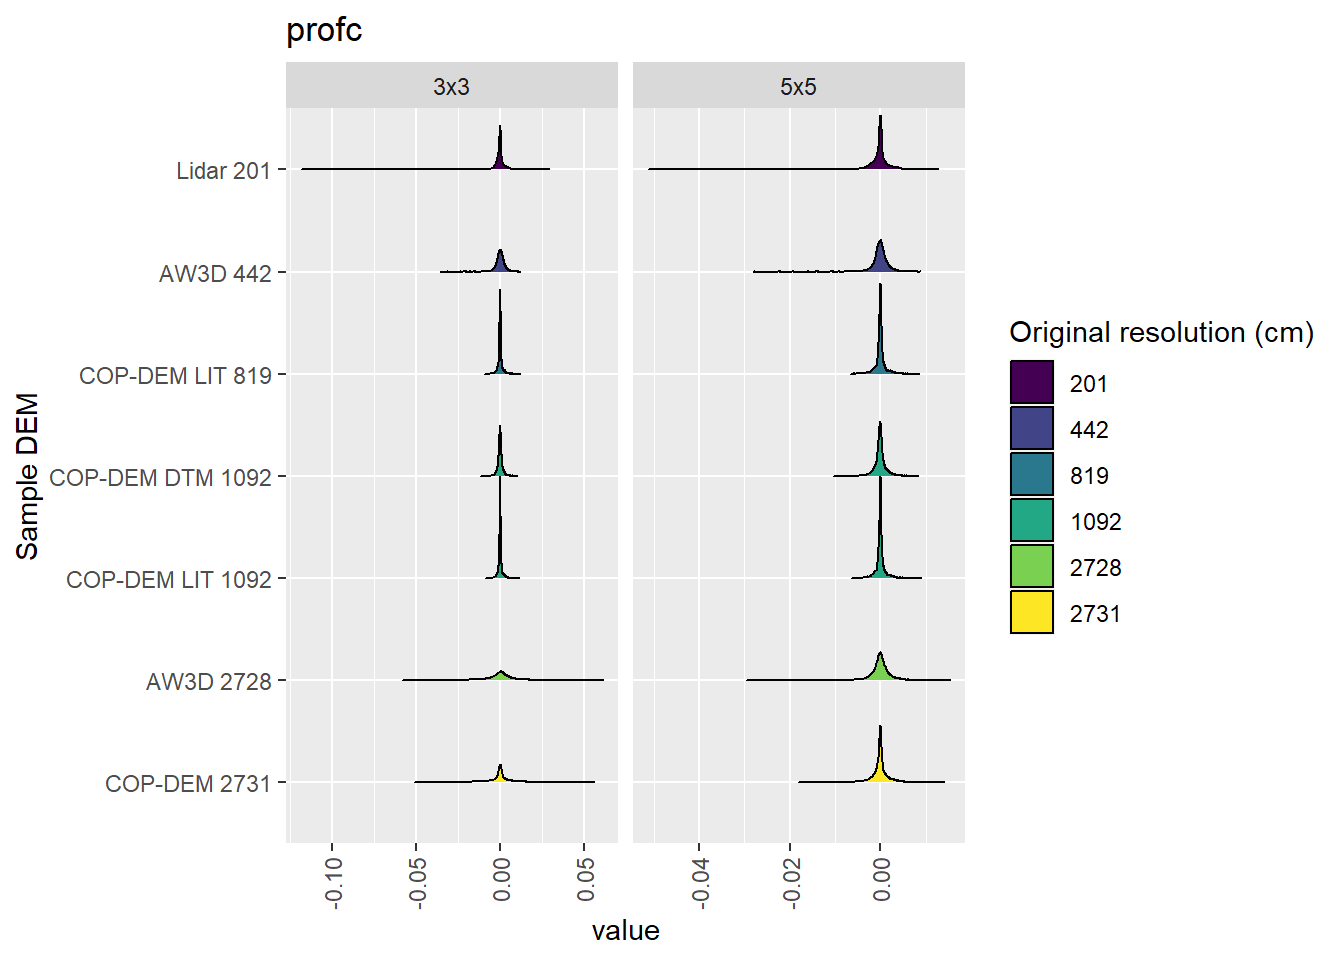 profc
3x3
5x5
Sample DEM
Lidar 201
AW3D 442
COP-DEM LIT 819
COP-DEM DTM 1092
COP-DEM LIT 1092
AW3D 2728
COP-DEM 2731
-0.10
-0.05
0.00
0.05
-0.04
-0.02
0.00
value
Original resolution (cm)
201
442
819
1092
2728
2731